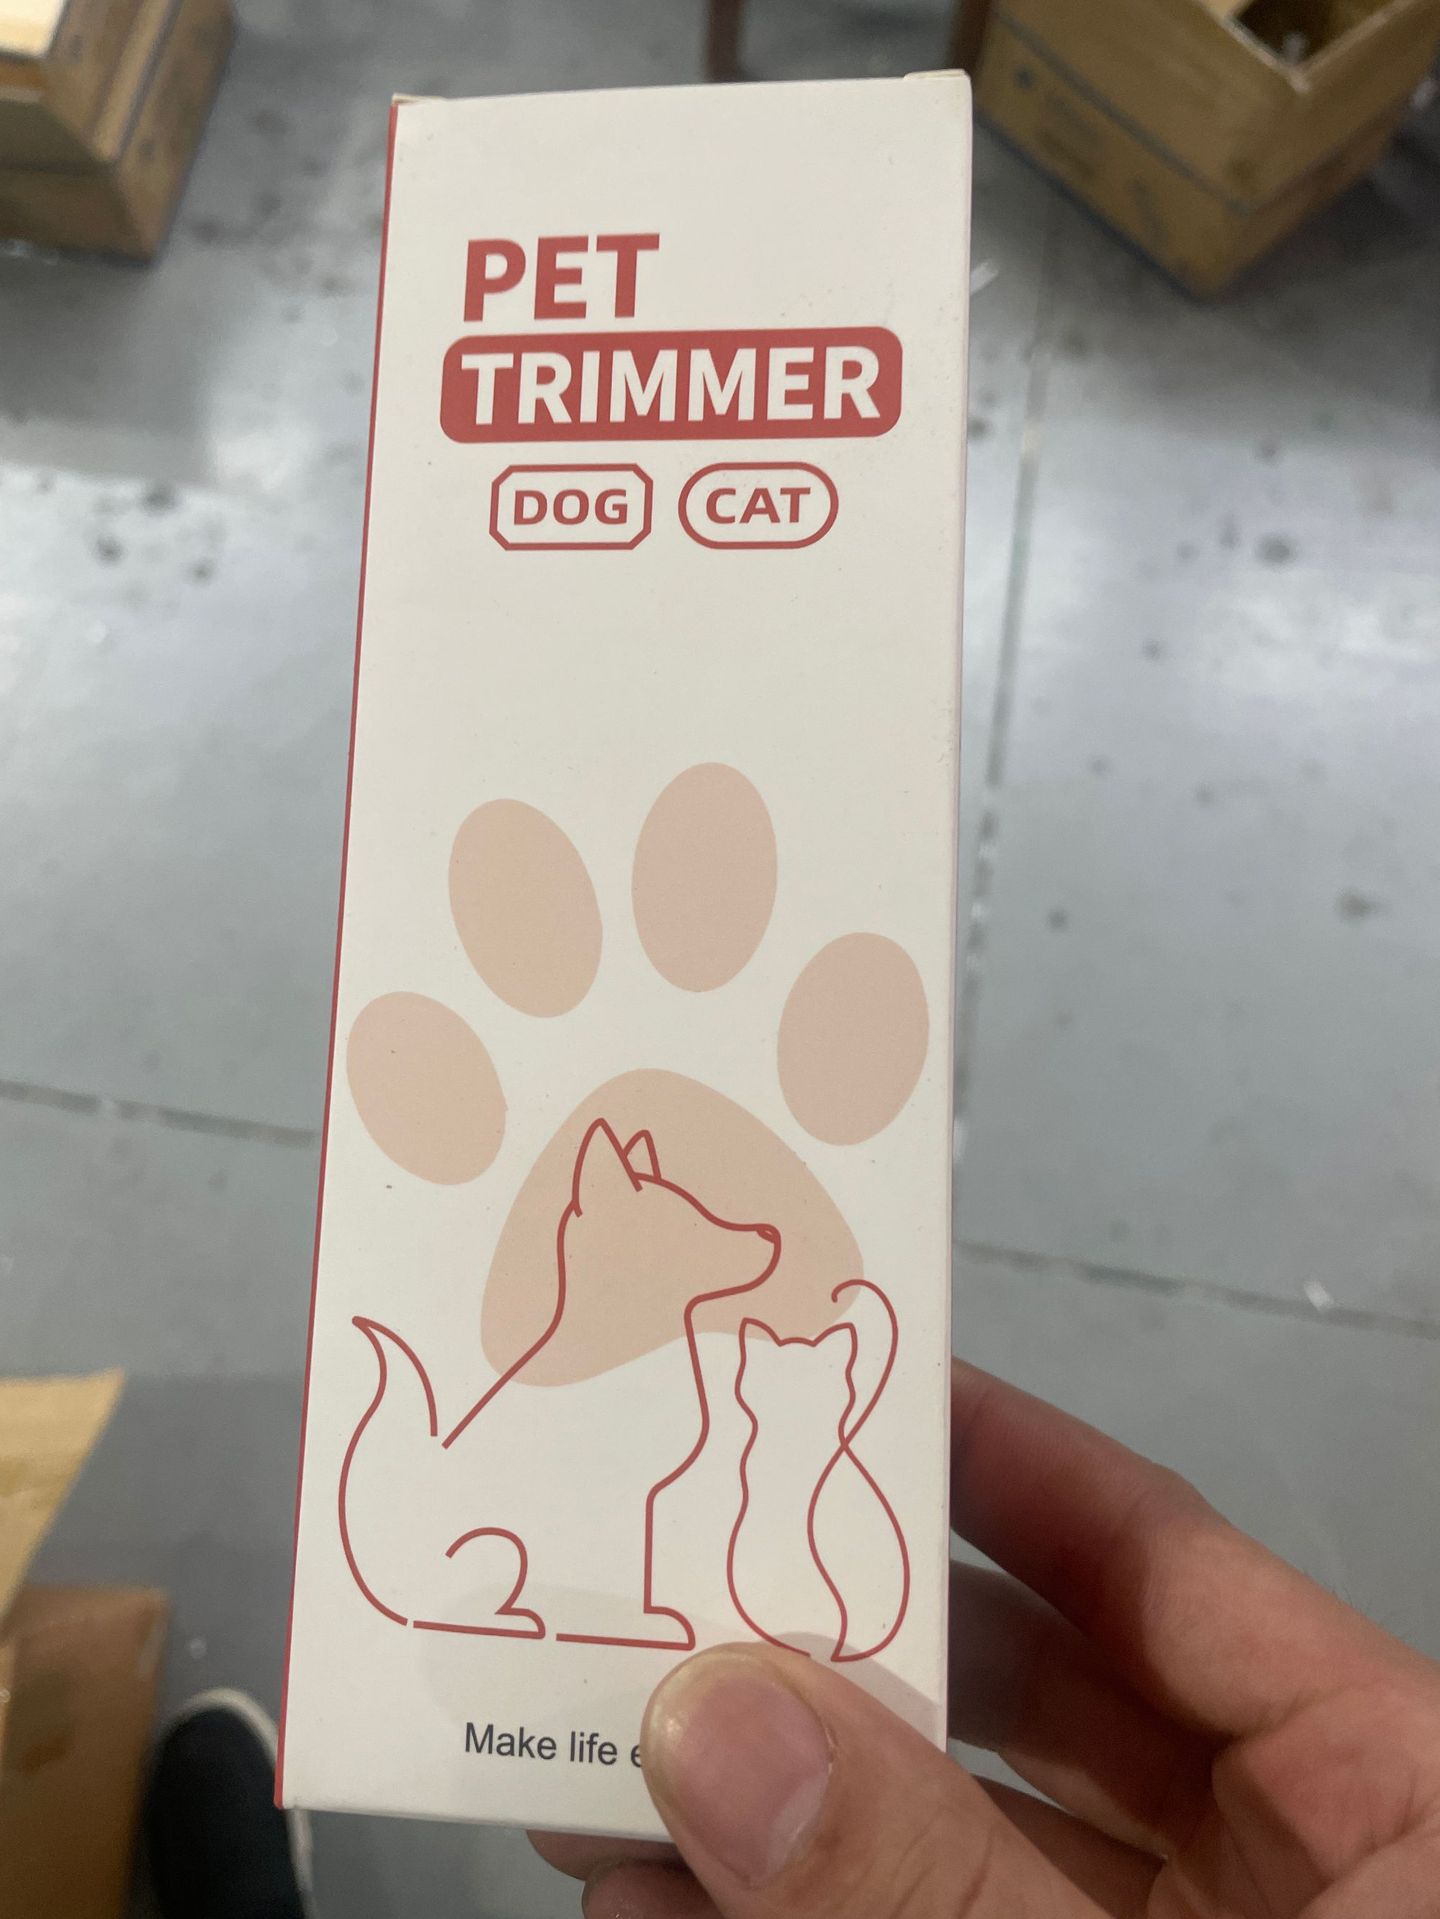 PET
TRIMMER
DOG CAT
Make life